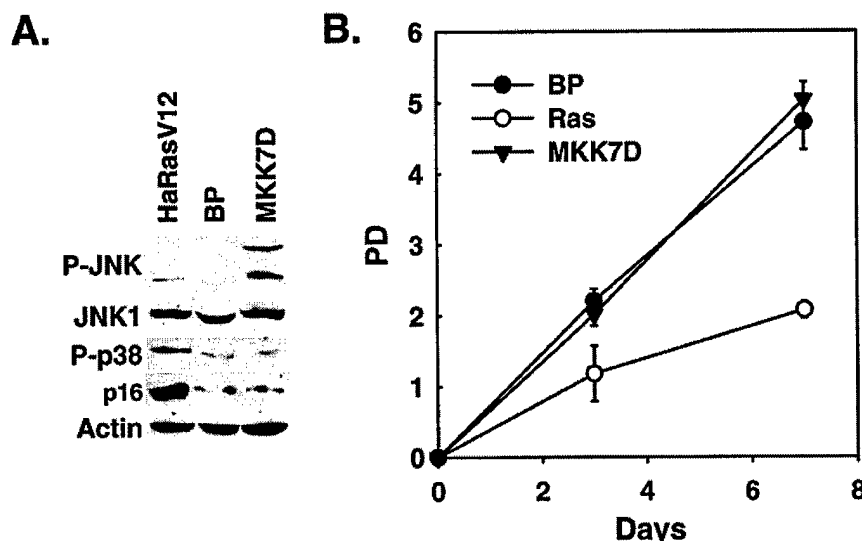 A.
HaRasV12
BP
MKK7D
P-JNK
JNK1
P-p38
p16
Actin
B.
6
5
4
3
2
1
0
PD
BP
Ras
MKK7D
0 2 4 6 8
Days